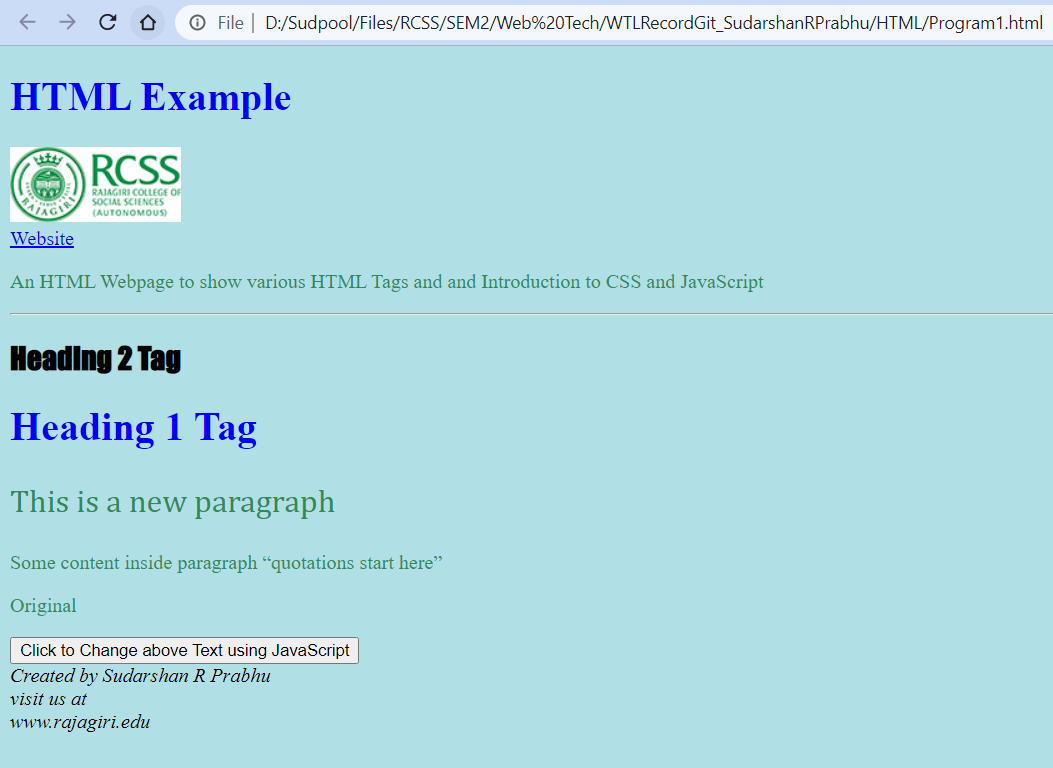 File | D:/Sudpool/Files/RCSS/SEM2/Web%20Tech/WTLRecordGit_SudarshanRPrabhu/HTML/Program1.html
HTML Example
RCSS
RAJAGIRI COLLEGE OF
SOCIAL SCIENCES
(AUTONOMOUS)
RAJAGIRI
Website
An HTML Webpage to show various HTML Tags and and Introduction to CSS and JavaScript
Heading 2 Tag
Heading 1 Tag
This is a new paragraph
Some content inside paragraph “quotations start here”
Original
Click to Change above Text using JavaScript
Created by Sudarshan R Prabhu
visit us at
www.rajagiri.edu